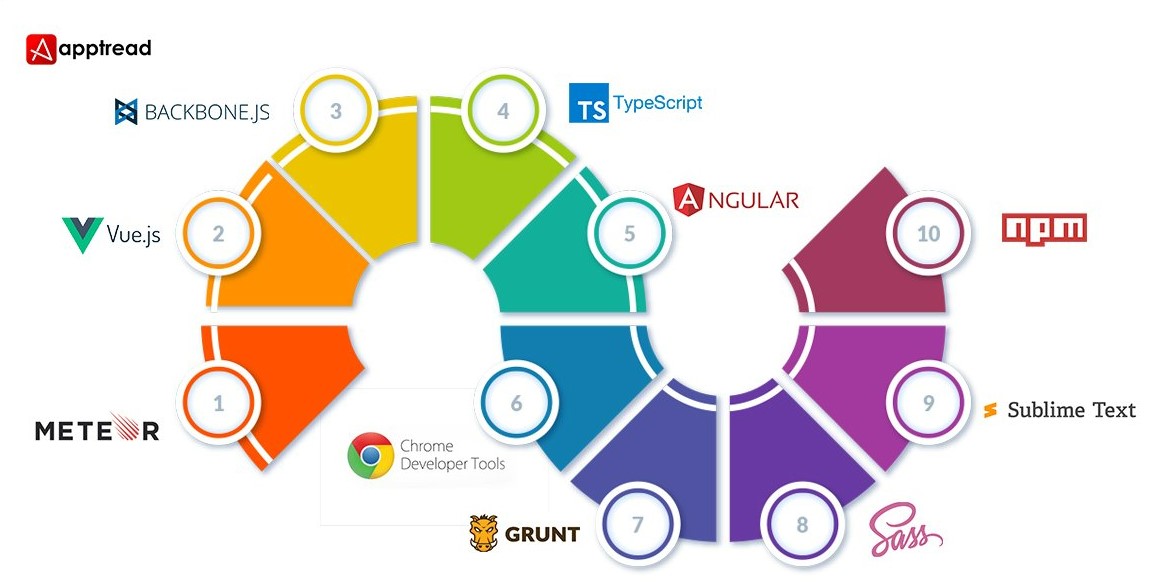 apptread
BACKBONE.JS
3
4
TS TypeScript
ANGULAR
Vue.js
2
5
10
npm
1
METEOR
6
9
Sublime Text
Chrome
Developer Tools
GRUNT
7
8
Sass